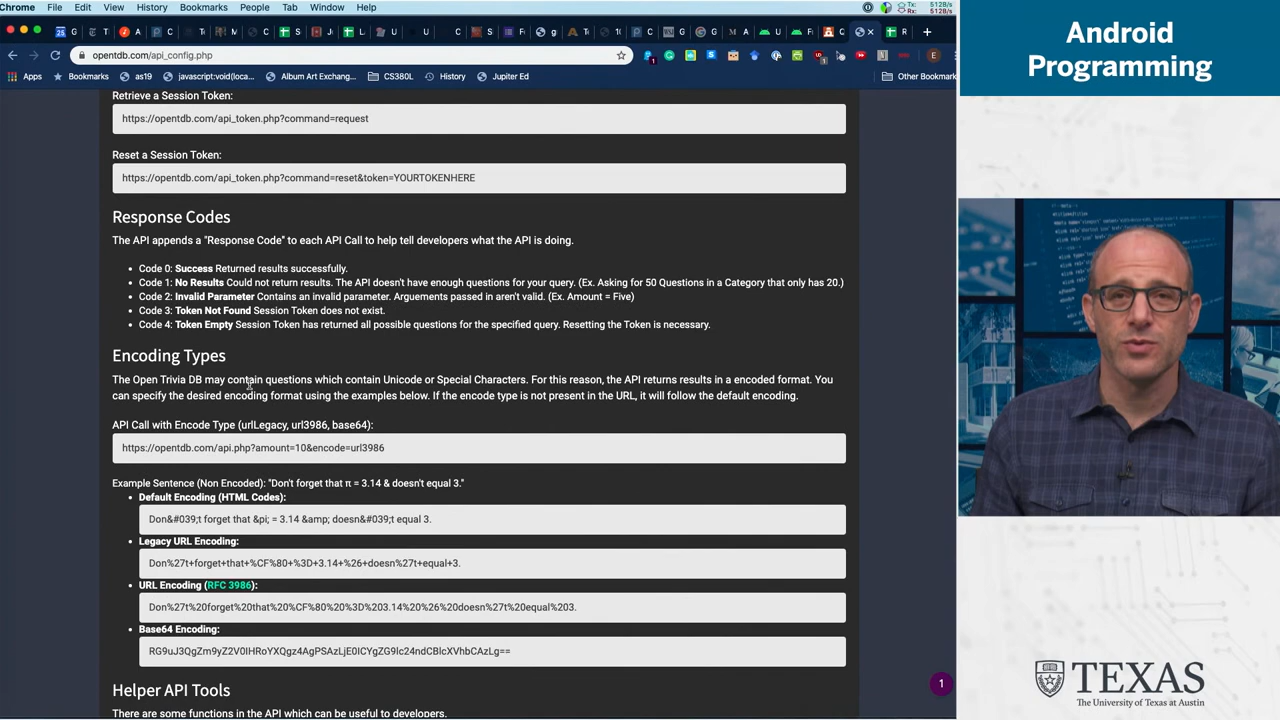 Chrome File Edit View History Bookmarks People Tab Window Help
Tx: 512B/s
Rx: 512B/s
opentdb.com/api_config.php
Apps Bookmarks as19 javascript:void(loca... Album Art Exchang... CS380L History Jupiter Ed Other Bookmark
Retrieve a Session Token:
https://opentdb.com/api_token.php?command=request
Reset a Session Token:
https://opentdb.com/api_token.php?command=reset&token=YOURTOKENHERE
Response Codes
The API appends a "Response Code" to each API Call to help tell developers what the API is doing.
• Code 0: Success Returned results successfully.
• Code 1: No Results Could not return results. The API doesn't have enough questions for your query. (Ex. Asking for 50 Questions in a Category that only has 20.)
• Code 2: Invalid Parameter Contains an invalid parameter. Arguements passed in aren't valid. (Ex. Amount = Five)
• Code 3: Token Not Found Session Token does not exist.
• Code 4: Token Empty Session Token has returned all possible questions for the specified query. Resetting the Token is necessary.
Encoding Types
The Open Trivia DB may contain questions which contain Unicode or Special Characters. For this reason, the API returns results in a encoded format. You
can specify the desired encoding format using the examples below. If the encode type is not present in the URL, it will follow the default encoding.
API Call with Encode Type (urlLegacy, url3986, base64):
https://opentdb.com/api.php?amount=10&encode=url3986
Example Sentence (Non Encoded): "Don't forget that π = 3.14 & doesn't equal 3."
• Default Encoding (HTML Codes):
Don&#039;t forget that &pi; = 3.14 &amp; doesn&#039;t equal 3.
• Legacy URL Encoding:
Don%27t+forget+that+%CF%80+%3D+3.14+%26+doesn%27t+equal+3.
• URL Encoding (RFC 3986):
Don%27t%20forget%20that%20%CF%80%20%3D%203.14%20%26%20doesn%27t%20equal%203.
• Base64 Encoding:
RG9uJ3QgZm9yZ2V0IHRoYXQgz4AgPSAzLjE0ICYgZG9lc24ndCBlcXVhbCAzLg==
Helper API Tools
There are some functions in the API which can be useful to developers.
1
Android
Programming
TEXAS
The University of Texas at Austin